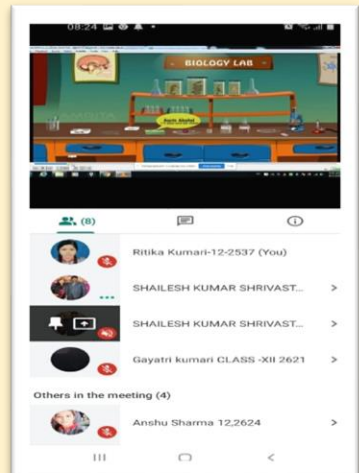 08:24
BIOLOGY LAB
(8)
Ritika Kumari-12-2537 (You)
SHAILESH KUMAR SHRIVAST...
SHAILESH KUMAR SHRIVAST...
Gayatri kumari CLASS -XII 2621
Others in the meeting (4)
Anshu Sharma 12,2624